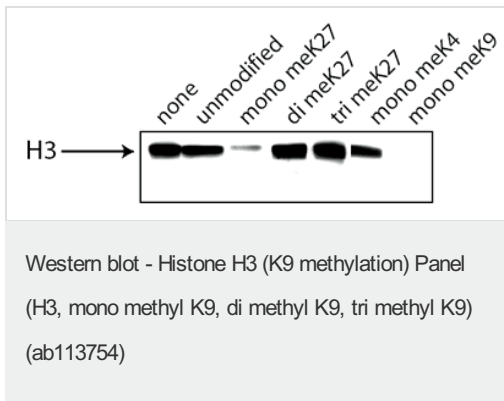 none
unmodified
mono meK27
di meK27
tri meK27
mono meK4
mono meK9
H3
Western blot - Histone H3 (K9 methylation) Panel
(H3, mono methyl K9, di methyl K9, tri methyl K9)
(ab113754)